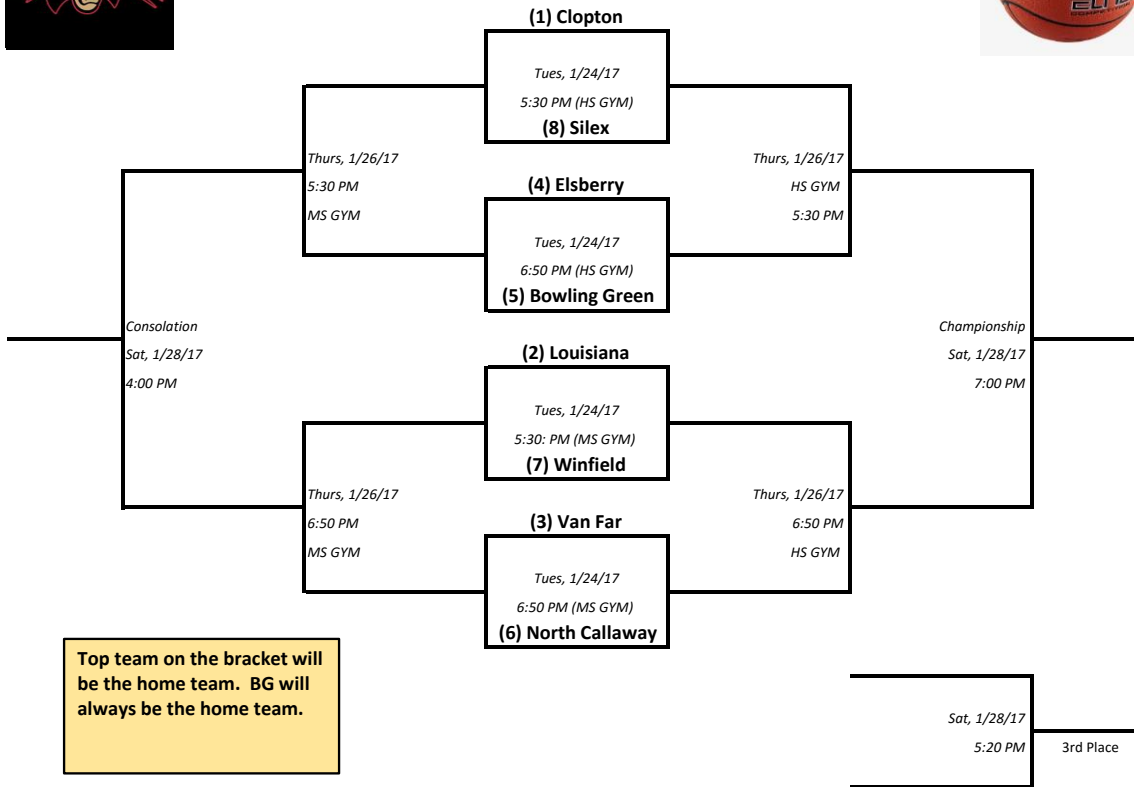 (1) Clopton
Tues, 1/24/17
5:30 PM (HS GYM)
(8) Silex
Thurs, 1/26/17
5:30 PM
MS GYM
Thurs, 1/26/17
HS GYM
5:30 PM
(4) Elsberry
Tues, 1/24/17
6:50 PM (HS GYM)
(5) Bowling Green
Consolation
Sat, 1/28/17
4:00 PM
Championship
Sat, 1/28/17
7:00 PM
(2) Louisiana
Tues, 1/24/17
5:30: PM (MS GYM)
(7) Winfield
Thurs, 1/26/17
6:50 PM
MS GYM
Thurs, 1/26/17
6:50 PM
HS GYM
(3) Van Far
Tues, 1/24/17
6:50 PM (MS GYM)
(6) North Callaway
Top team on the bracket will
be the home team.  BG will
always be the home team.
Sat, 1/28/17
5:20 PM
3rd Place